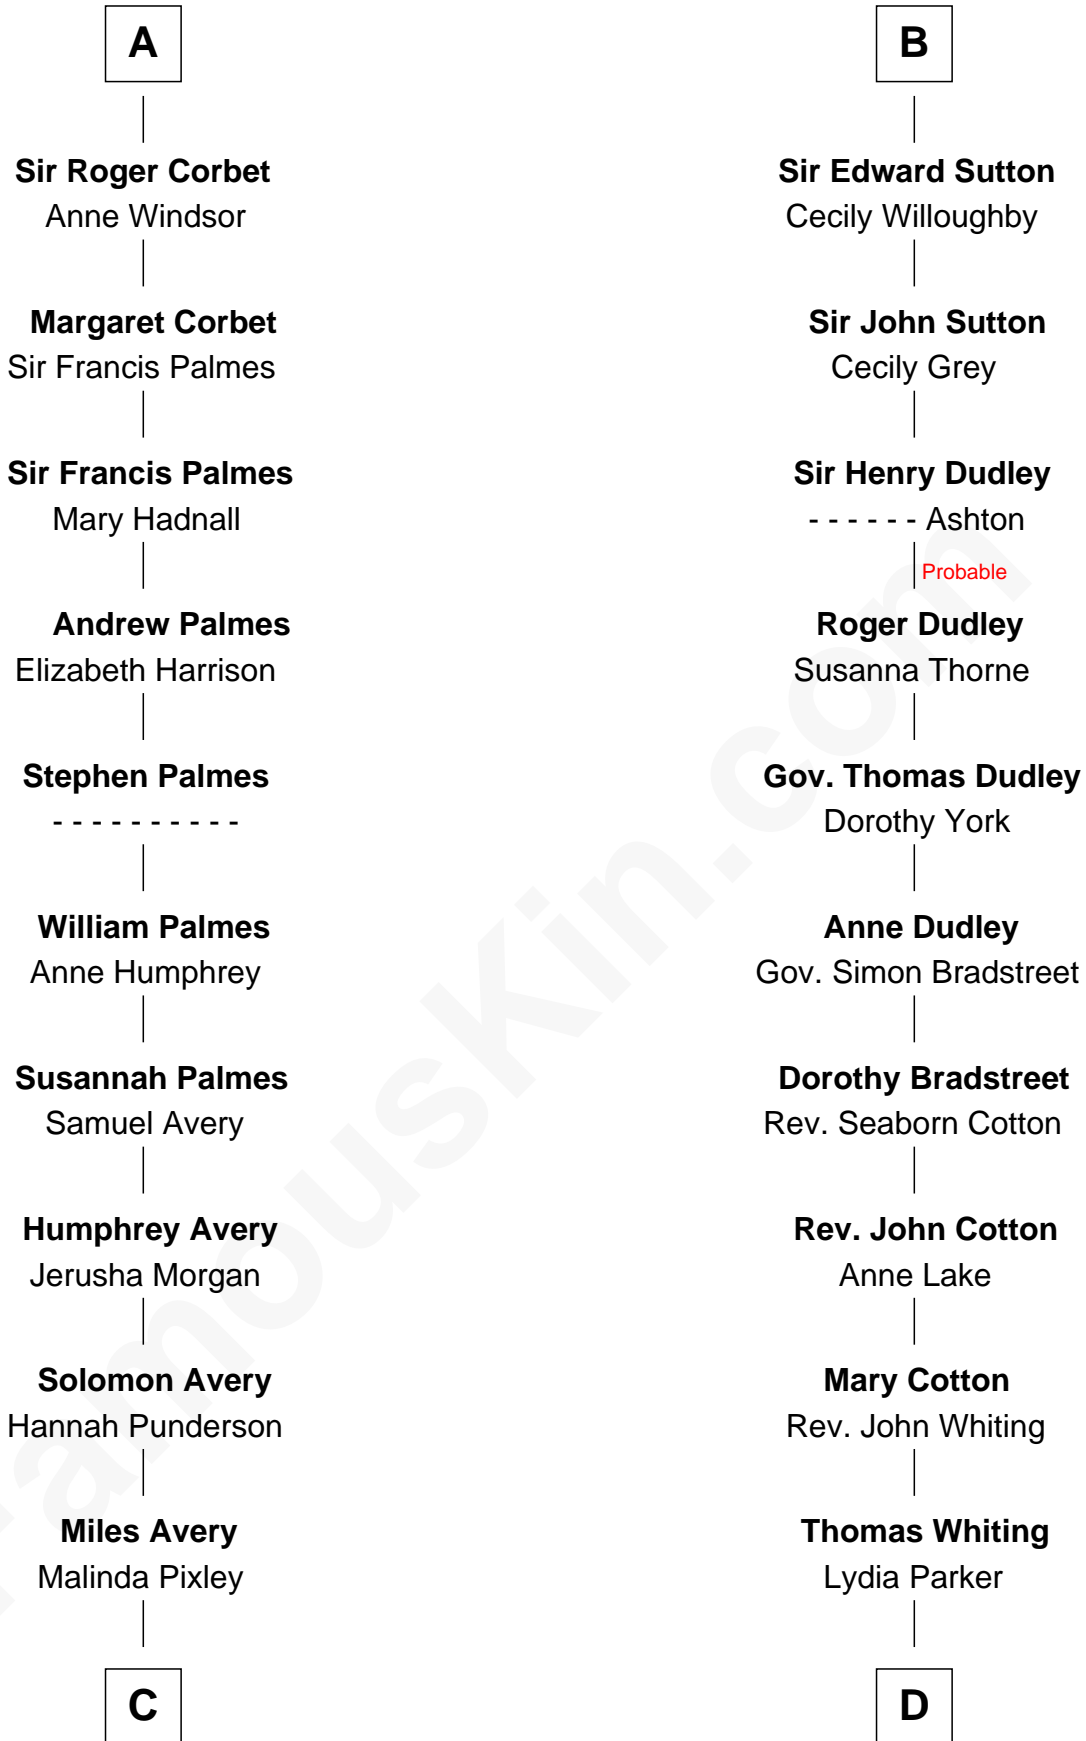 A
Sir Roger Corbet
Anne Windsor
Margaret Corbet
Sir Francis Palmes
Sir Francis Palmes
Mary Hadnall
Andrew Palmes
Elizabeth Harrison
Stephen Palmes
- - - - - - - - - -
William Palmes
Anne Humphrey
Susannah Palmes
Samuel Avery
Humphrey Avery
Jerusha Morgan
Solomon Avery
Hannah Punderson
Miles Avery
Malinda Pixley
C
B
Sir Edward Sutton
Cecily Willoughby
Sir John Sutton
Cecily Grey
Sir Henry Dudley
- - - - - - Ashton
Probable
Roger Dudley
Susanna Thorne
Gov. Thomas Dudley
Dorothy York
Anne Dudley
Gov. Simon Bradstreet
Dorothy Bradstreet
Rev. Seaborn Cotton
Rev. John Cotton
Anne Lake
Mary Cotton
Rev. John Whiting
Thomas Whiting
Lydia Parker
D
FamousKin.com